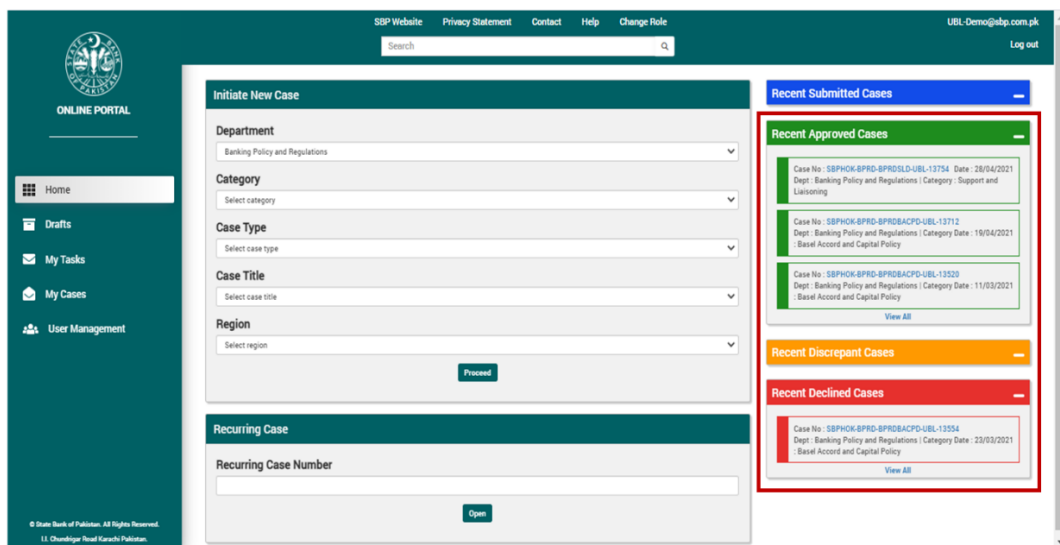 SBP Website Privacy Statement Contact Help Change Role
UBL-Demo@sbp.com.pk
Search
Log out
STATE BANK OF PAKISTAN
ONLINE PORTAL
Home
Drafts
My Tasks
My Cases
User Management
© State Bank of Pakistan. All Rights Reserved.
I.I. Chundrigar Road Karachi Pakistan.
Initiate New Case
Department
Banking Policy and Regulations
Category
Select category
Case Type
Select case type
Case Title
Select case title
Region
Select region
Proceed
Recurring Case
Recurring Case Number
Open
Recent Submitted Cases
Recent Approved Cases
Case No : SBPHOK-BPRD-BPRDSLD-UBL-13754 Date : 28/04/2021
Dept : Banking Policy and Regulations | Category : Support and
Liaisoning
Case No : SBPHOK-BPRD-BPRDBACPD-UBL-13712
Dept : Banking Policy and Regulations | Category Date : 19/04/2021
: Basel Accord and Capital Policy
Case No : SBPHOK-BPRD-BPRDBACPD-UBL-13520
Dept : Banking Policy and Regulations | Category Date : 11/03/2021
: Basel Accord and Capital Policy
View All
Recent Discrepant Cases
Recent Declined Cases
Case No : SBPHOK-BPRD-BPRDBACPD-UBL-13554
Dept : Banking Policy and Regulations | Category Date : 23/03/2021
: Basel Accord and Capital Policy
View All